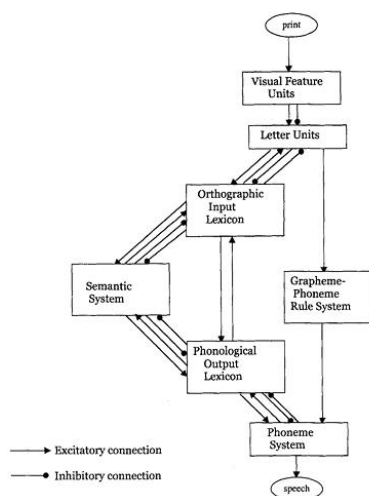 print
Visual Feature
Units
Letter Units
Orthographic
Input
Lexicon
Semantic
System
Grapheme-
Phoneme
Rule System
Phonological
Output
Lexicon
Phoneme
System
Excitatory connection
Inhibitory connection
speech